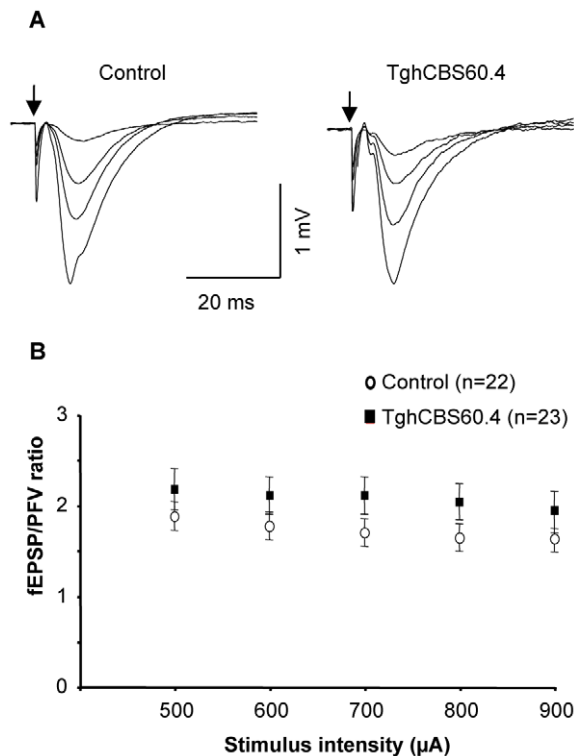 A
Control
TghCBS60.4
1 mV
20 ms
B
Control (n=22)
TghCBS60.4 (n=23)
fEPSP/PFV ratio
3
2
1
0
500 600 700 800 900
Stimulus intensity (µA)